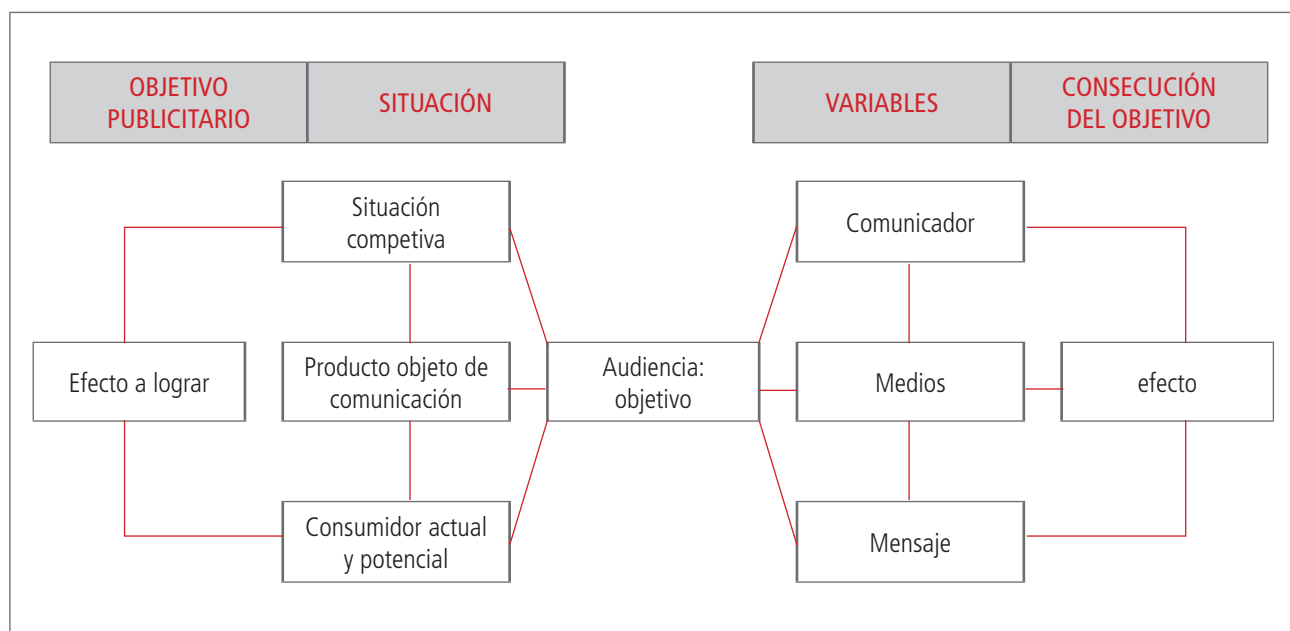 OBJETIVO
PUBLICITARIO
SITUACIÓN
VARIABLES
CONSECUCIÓN
DEL OBJETIVO
Situación
competiva
Comunicador
Efecto a lograr
Producto objeto de
comunicación
Audiencia:
objetivo
Medios
efecto
Consumidor actual
y potencial
Mensaje